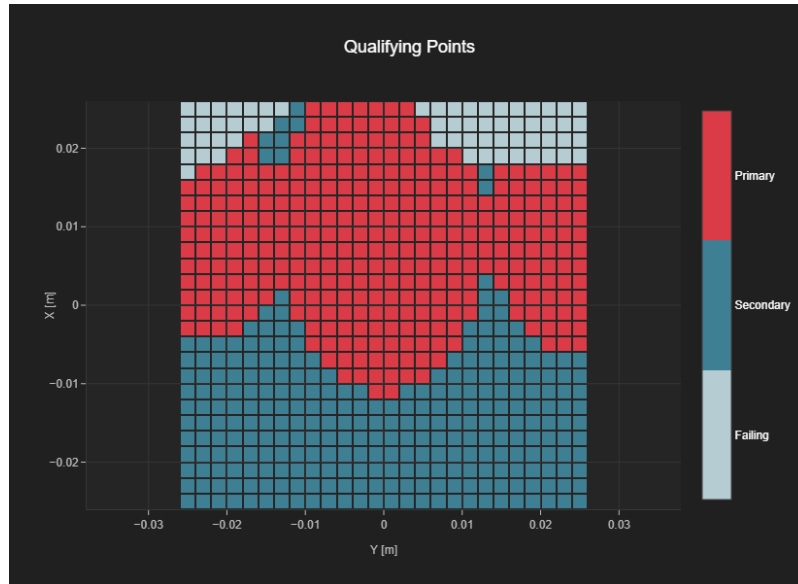 Qualifying Points
Primary
0.02
0.01
Secondary
X [m]
0
−0.01
Failing
−0.02
−0.03
−0.02
−0.01
0
0.01
0.02
0.03
Y [m]